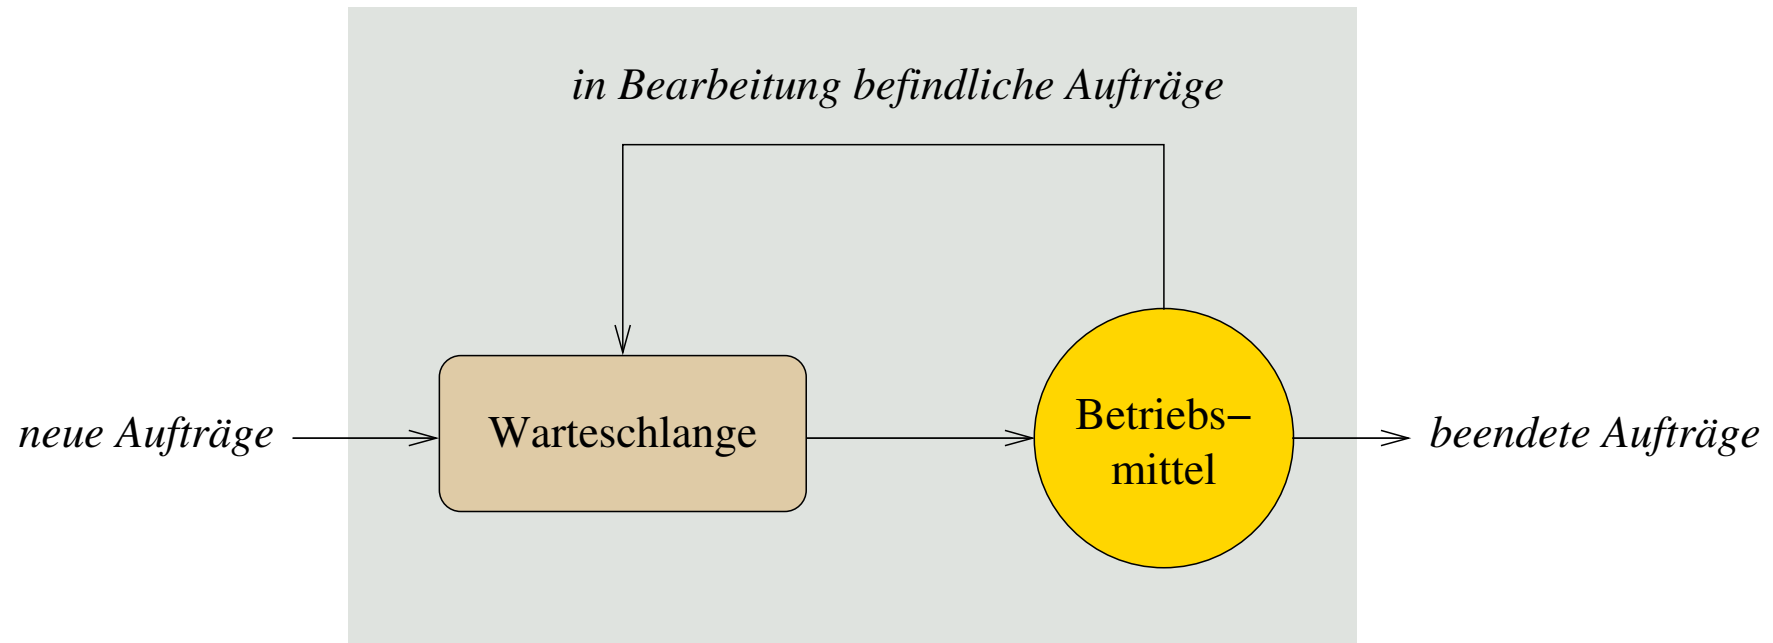 in Bearbeitung befindliche Aufträge
neue Aufträge
Warteschlange
Betriebs−
mittel
beendete Aufträge